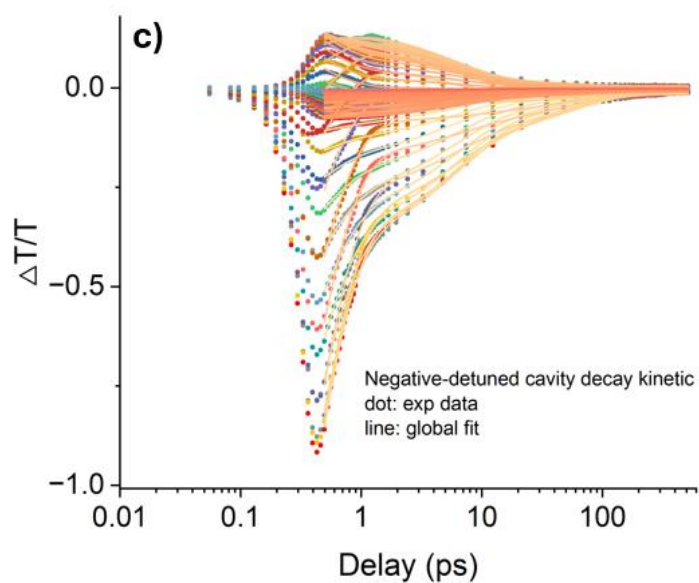 c)
0.0
−0.5
−1.0
ΔT/T
Negative-detuned cavity decay kinetic
dot: exp data
line: global fit
0.01
0.1
1
10
100
Delay (ps)